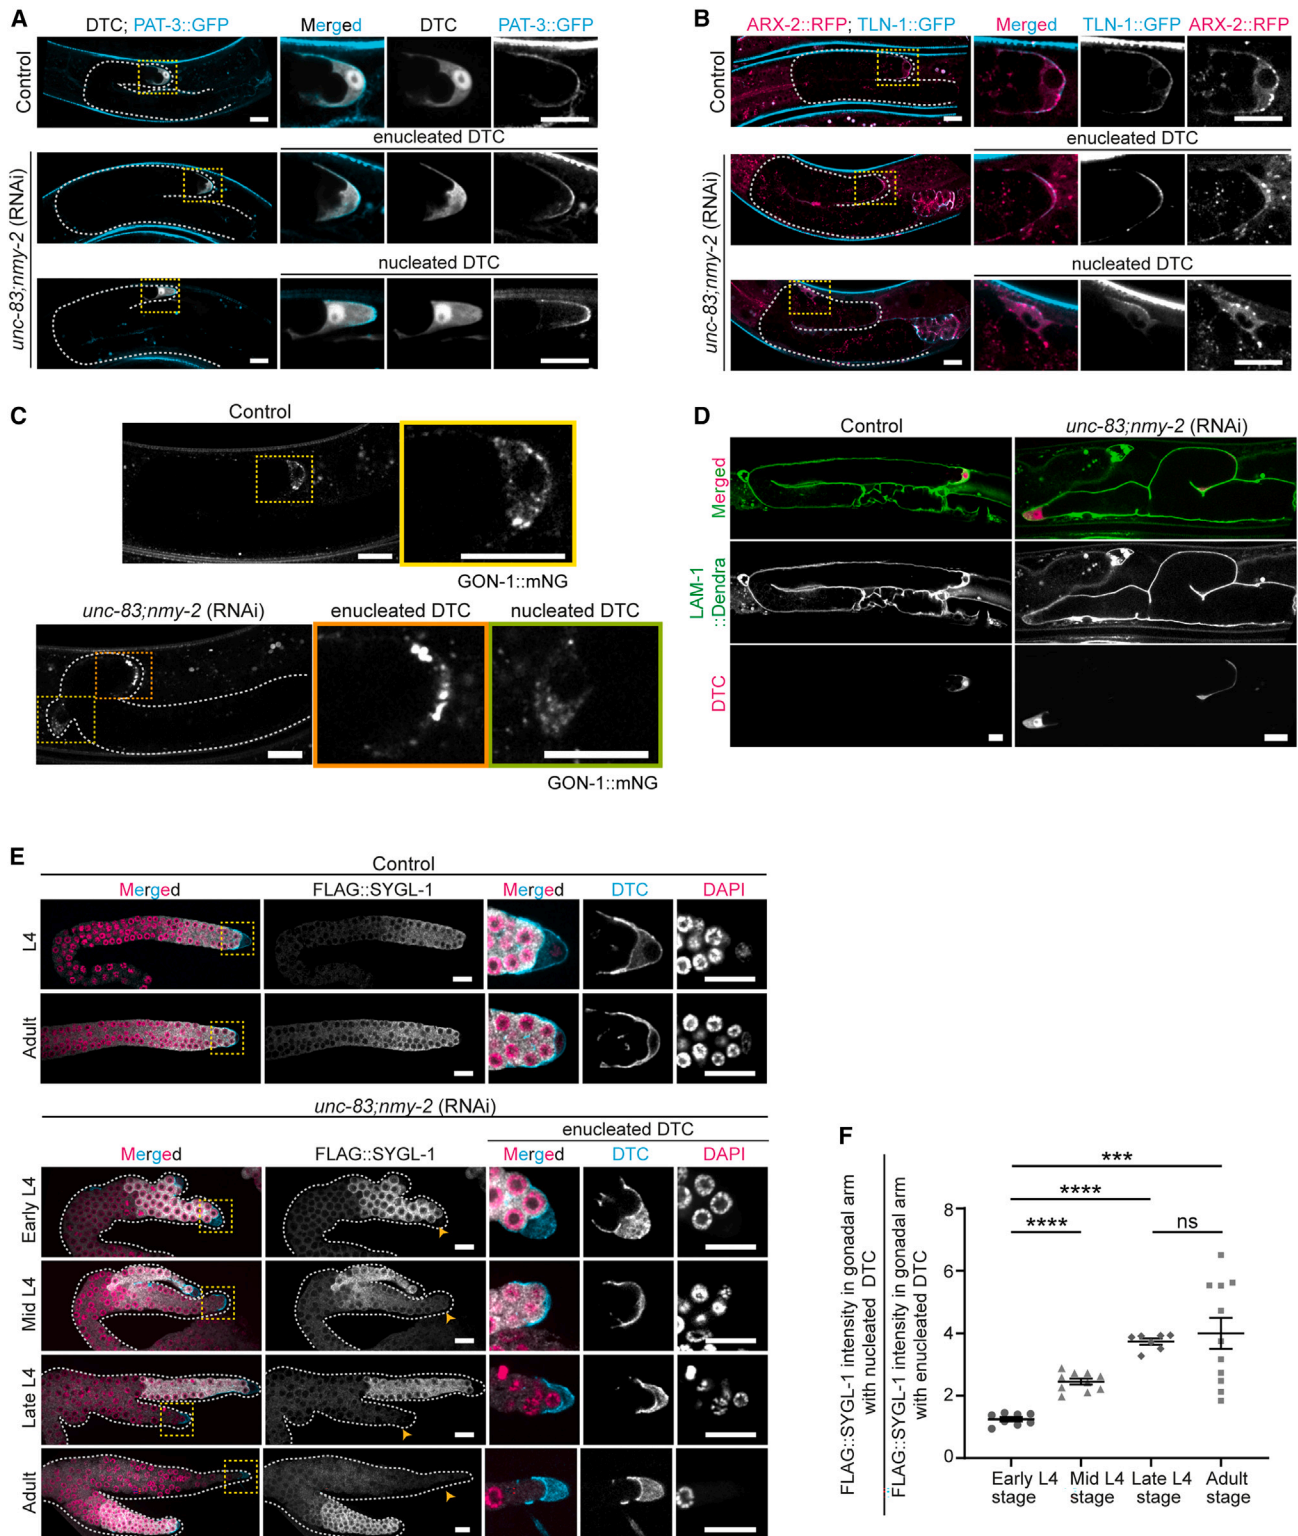 A
DTC; PAT-3::GFP
Merged
DTC
PAT-3::GFP
Control
enucleated DTC
unc-83;nmy-2 (RNAi)
nucleated DTC
B
ARX-2::RFP; TLN-1::GFP
Merged
TLN-1::GFP
ARX-2::RFP
Control
enucleated DTC
unc-83;nmy-2 (RNAi)
nucleated DTC
C
Control
GON-1::mNG
unc-83;nmy-2 (RNAi)
enucleated DTC
nucleated DTC
GON-1::mNG
D
Control
unc-83;nmy-2 (RNAi)
Merged
LAM-1
::Dendra
DTC
E
Control
Merged
FLAG::SYGL-1
Merged
DTC
DAPI
L4
Adult
unc-83;nmy-2 (RNAi)
enucleated DTC
Merged
FLAG::SYGL-1
Merged
DTC
DAPI
Early L4
Mid L4
Late L4
Adult
F
FLAG::SYGL-1 intensity in gonadal arm
with nucleated DTC
FLAG::SYGL-1 intensity in gonadal arm
with enucleated DTC
***
****
****
ns
8
6
4
2
0
Early L4
stage
Mid L4
stage
Late L4
stage
Adult
stage